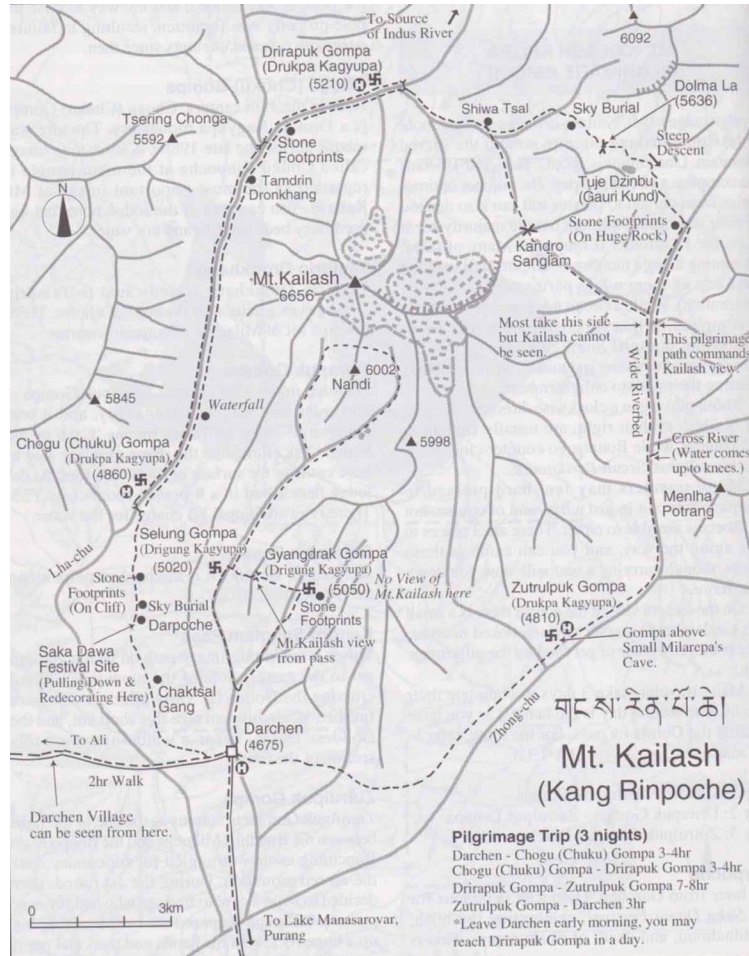 To Source
of Indus River
6092
Drirapuk Gompa
(Drukpa Kagyupa)
(5210)
Dolma La
(5636)
Shiwa Tsal
Sky Burial
Tsering Chonga
5592
Steep
Descent
Stone
Footprints
Tuje Dzinbu
(Gauri Kund)
Tamdrin
Dronkhang
N
Stone Footprints
(On Huge Rock)
Kandro
Sanglam
Mt.Kailash
6656
Most take this side
but Kailash cannot
be seen.
This pilgrimage
path commands
Kailash view.
Wide Riverbed
6002
Nandi
5845
Waterfall
5998
Chogu (Chuku) Gompa
(Drukpa Kagyupa)
(4860)
Cross River
(Water comes
up to knees.)
Menlha
Potrang
Lha-chu
Selung Gompa
(Drigung Kagyupa)
(5020)
Gyangdrak Gompa
(Drigung Kagyupa)
(5050)
No View of
Mt.Kailash here
Stone
Footprints
(On Cliff)
Stone
Footprints
Zutrulpuk Gompa
(Drukpa Kagyupa)
(4810)
Sky Burial
Darpoche
Mt.Kailash view
from pass
Gompa above
Small Milarepa's
Cave.
Saka Dawa
Festival Site
(Pulling Down &
Redecorating Here)
Chaktsal
Gang
Zhong-chu
To Ali
Darchen
(4675)
2hr Walk
Darchen Village
can be seen from here.
Mt. Kailash
(Kang Rinpoche)
Pilgrimage Trip (3 nights)
Darchen - Chogu (Chuku) Gompa 3-4hr
Chogu (Chuku) Gompa - Drirapuk Gompa 3-4hr
Drirapuk Gompa - Zutrulpuk Gompa 7-8hr
Zutrulpuk Gompa - Darchen 3hr
*Leave Darchen early morning, you may
reach Drirapuk Gompa in a day.
0
3km
To Lake Manasarovar,
Purang